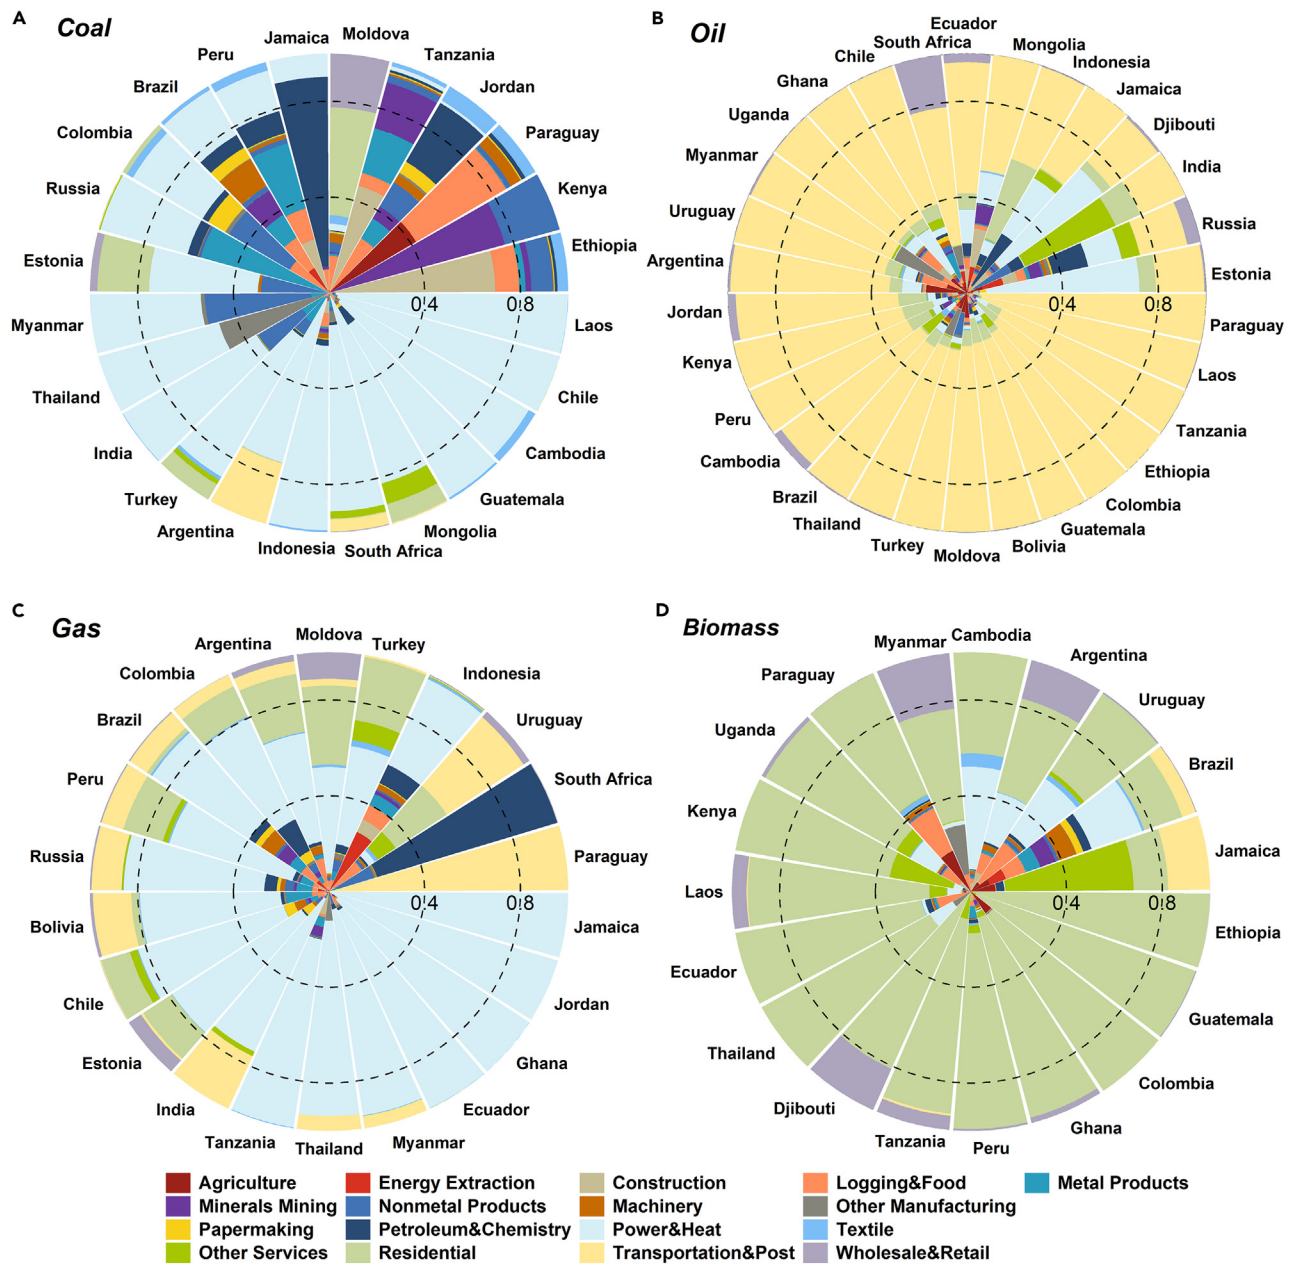 A
Coal
Moldova
Tanzania
Jordan
Paraguay
Kenya
Ethiopia
Laos
Chile
Cambodia
Guatemala
Mongolia
South Africa
Indonesia
Argentina
Turkey
India
Thailand
Myanmar
Estonia
Russia
Colombia
Brazil
Peru
Jamaica
0.4
0.8
B
Oil
Ecuador
Mongolia
Indonesia
Jamaica
Djibouti
India
Russia
Estonia
Paraguay
Laos
Tanzania
Ethiopia
Colombia
Guatemala
Bolivia
Moldova
Turkey
Thailand
Brazil
Cambodia
Peru
Kenya
Jordan
Argentina
Uruguay
Myanmar
Uganda
Ghana
Chile
South Africa
0.4
0.8
C
Gas
Moldova
Turkey
Indonesia
Uruguay
South Africa
Paraguay
Jamaica
Jordan
Ghana
Ecuador
Myanmar
Thailand
Tanzania
India
Estonia
Chile
Bolivia
Russia
Peru
Brazil
Colombia
Argentina
0.4
0.8
D
Biomass
Cambodia
Argentina
Uruguay
Brazil
Jamaica
Ethiopia
Guatemala
Colombia
Ghana
Peru
Tanzania
Djibouti
Thailand
Ecuador
Laos
Kenya
Uganda
Paraguay
Myanmar
0.4
0.8
Agriculture
Energy Extraction
Construction
Logging&Food
Metal Products
Minerals Mining
Nonmetal Products
Machinery
Other Manufacturing
Papermaking
Petroleum&Chemistry
Power&Heat
Textile
Other Services
Residential
Transportation&Post
Wholesale&Retail